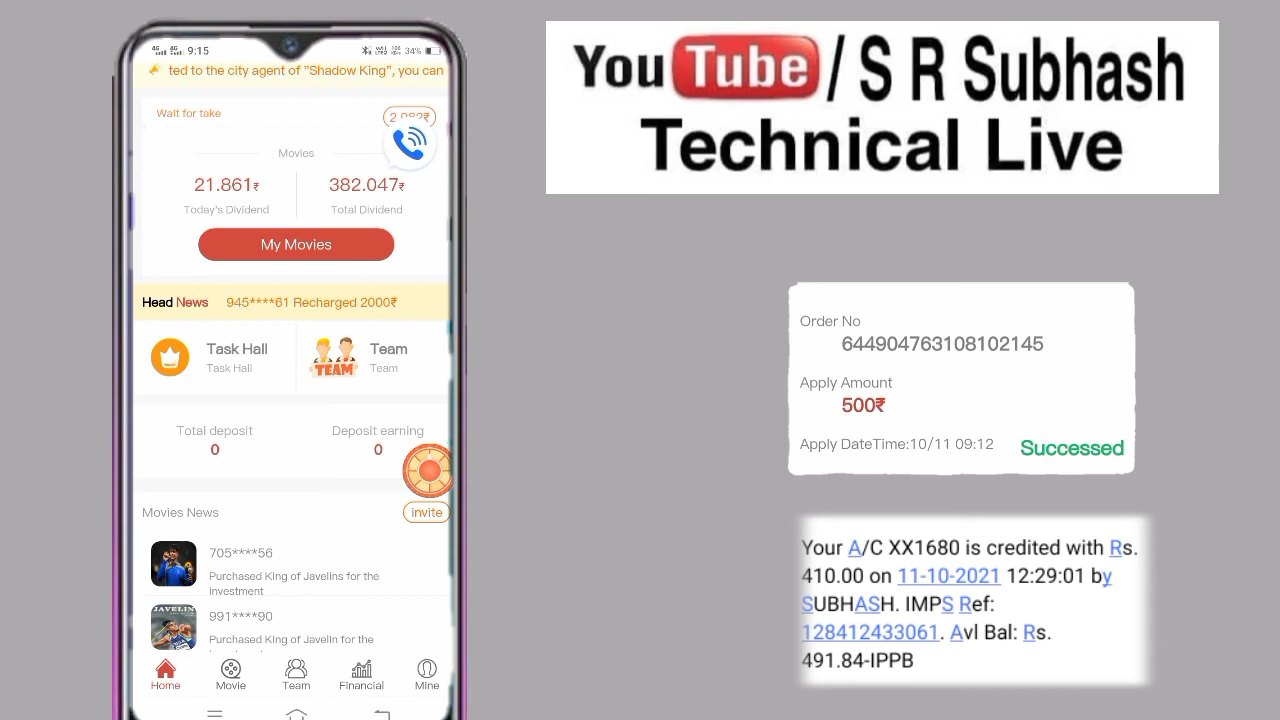 9:15
34%
ted to the city agent of "Shadow King", you can
Wait for take
Movies
21.861₹
382.047₹
Today's Dividend
Total Dividend
My Movies
Head News 945****61 Recharged 2000₹
Task Hall
Task Hall
Team
Team
TEAM
Total deposit
0
Deposit earning
0
Movies News
invite
705****56
Purchased King of Javelins for the
investment
JAVELIN
991****90
Purchased King of Javelin for the
Home
Movie
Team
Financial
Mine
YouTube/S R Subhash
Technical Live
Order No
644904763108102145
Apply Amount
500₹
Apply DateTime:10/11 09:12
Successed
Your A/C XX1680 is credited with Rs.
410.00 on 11-10-2021 12:29:01 by
SUBHASH. IMPS Ref:
128412433061. Avl Bal: Rs.
491.84-IPPB